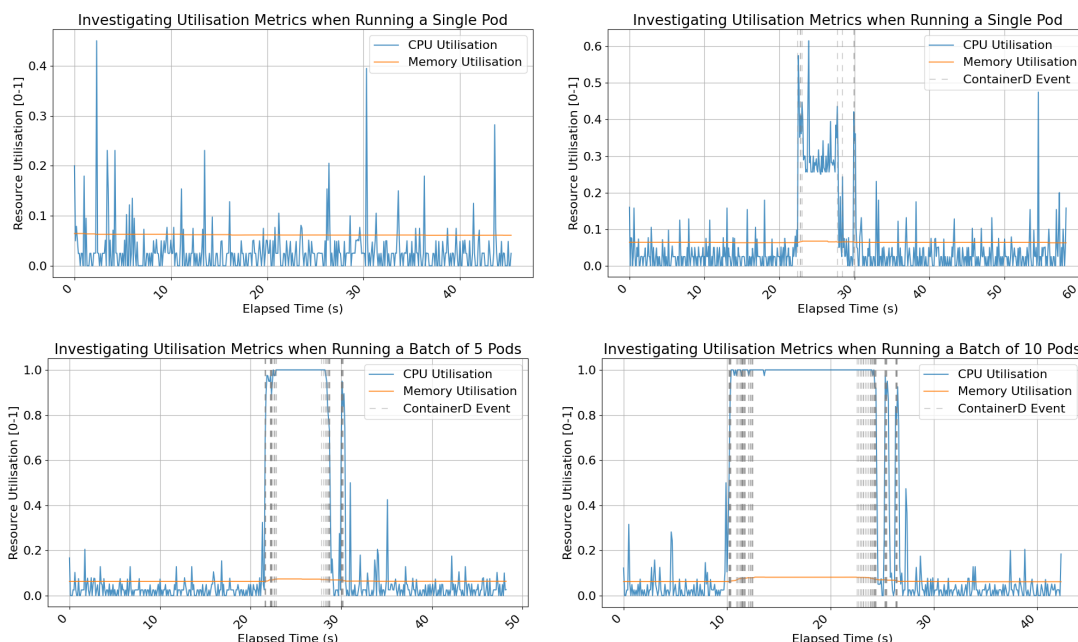 Investigating Utilisation Metrics when Running a Single Pod
Resource Utilisation [0-1]
0.4
0.3
0.2
0.1
0.0
CPU Utilisation
Memory Utilisation
0
10
20
30
40
Elapsed Time (s)
Investigating Utilisation Metrics when Running a Single Pod
Resource Utilisation [0-1]
0.6
0.5
0.4
0.3
0.2
0.1
0.0
CPU Utilisation
Memory Utilisation
ContainerD Event
0
10
20
30
40
50
60
Elapsed Time (s)
Investigating Utilisation Metrics when Running a Batch of 5 Pods
Resource Utilisation [0-1]
1.0
0.8
0.6
0.4
0.2
0.0
CPU Utilisation
Memory Utilisation
ContainerD Event
0
10
20
30
40
50
Elapsed Time (s)
Investigating Utilisation Metrics when Running a Batch of 10 Pods
Resource Utilisation [0-1]
1.0
0.8
0.6
0.4
0.2
0.0
CPU Utilisation
Memory Utilisation
ContainerD Event
0
10
20
30
40
Elapsed Time (s)